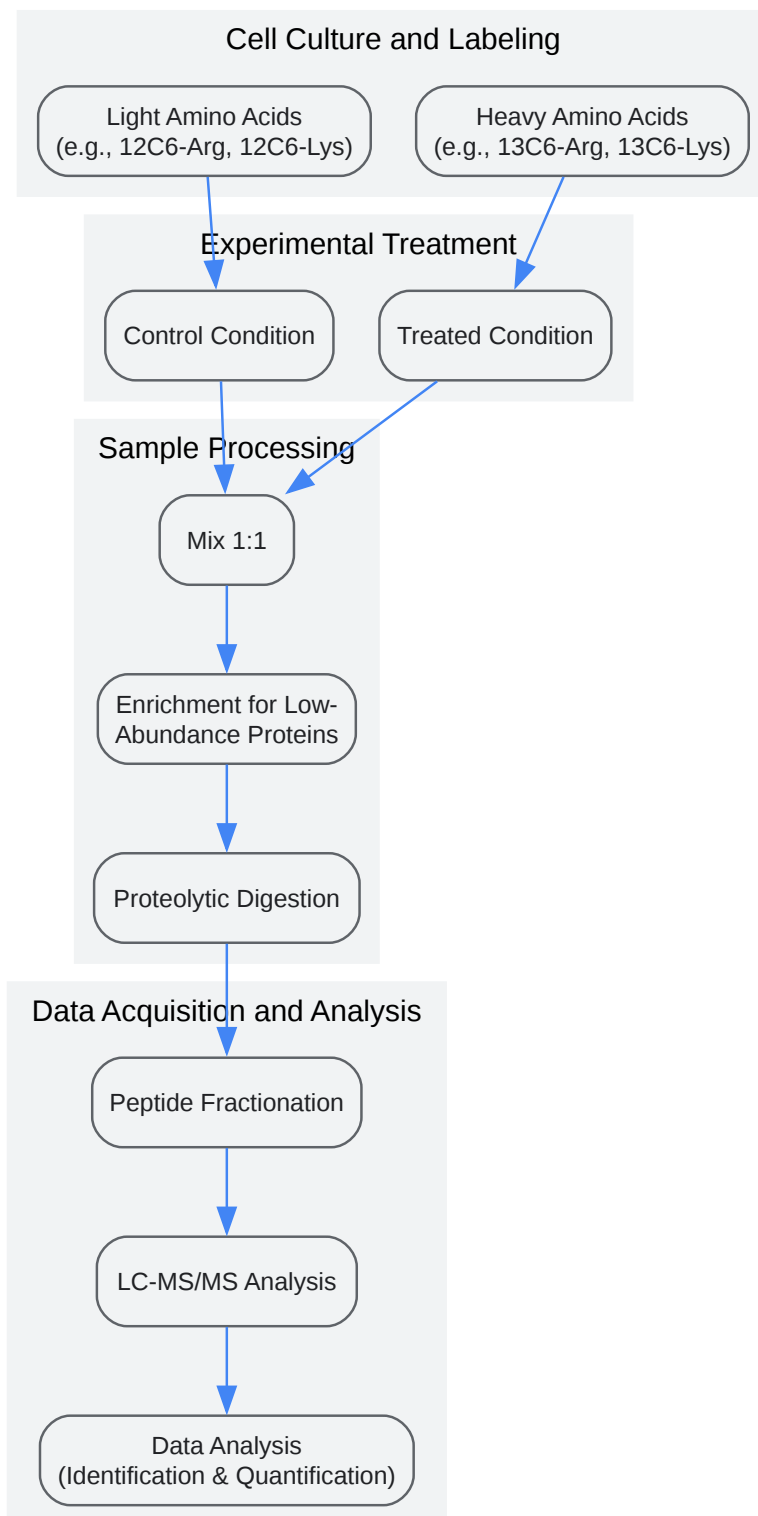 Cell Culture and Labeling
Light Amino Acids
(e.g., 12C6-Arg, 12C6-Lys)
Heavy Amino Acids
(e.g., 13C6-Arg, 13C6-Lys)
Experimental Treatment
Control Condition
Treated Condition
Sample Processing
Mix 1:1
Enrichment for Low-
Abundance Proteins
Proteolytic Digestion
Data Acquisition and Analysis
Peptide Fractionation
LC-MS/MS Analysis
Data Analysis
(Identification & Quantification)